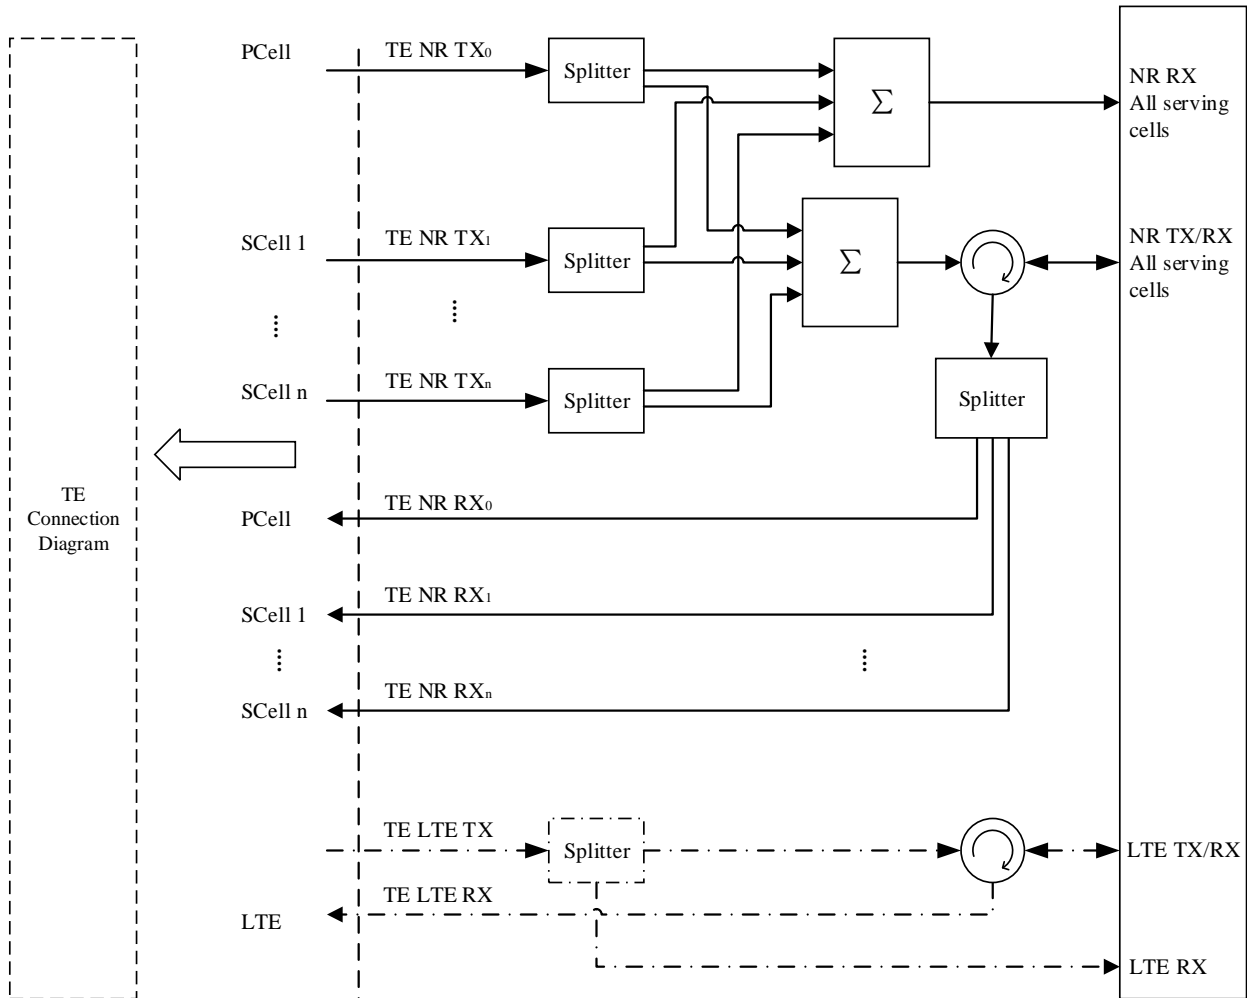 PCell
TE NR TX0
Splitter
Σ
NR RX
All serving
cells
SCell 1
TE NR TX1
Splitter
Σ
NR TX/RX
All serving
cells
SCell n
TE NR TXn
Splitter
Splitter
TE
Connection
Diagram
PCell
TE NR RX0
SCell 1
TE NR RX1
SCell n
TE NR RXn
TE LTE TX
Splitter
LTE TX/RX
TE LTE RX
LTE
LTE RX